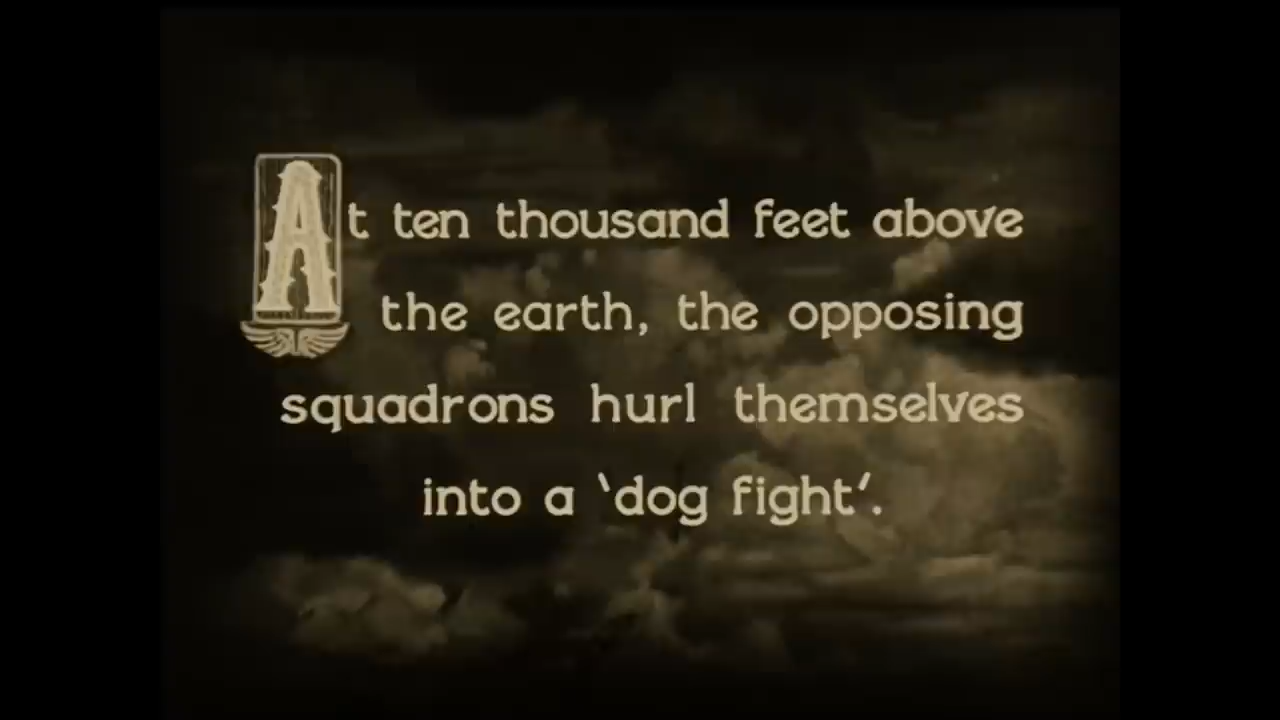 At ten thousand feet above
the earth, the opposing
squadrons hurl themselves
into a 'dog fight'.